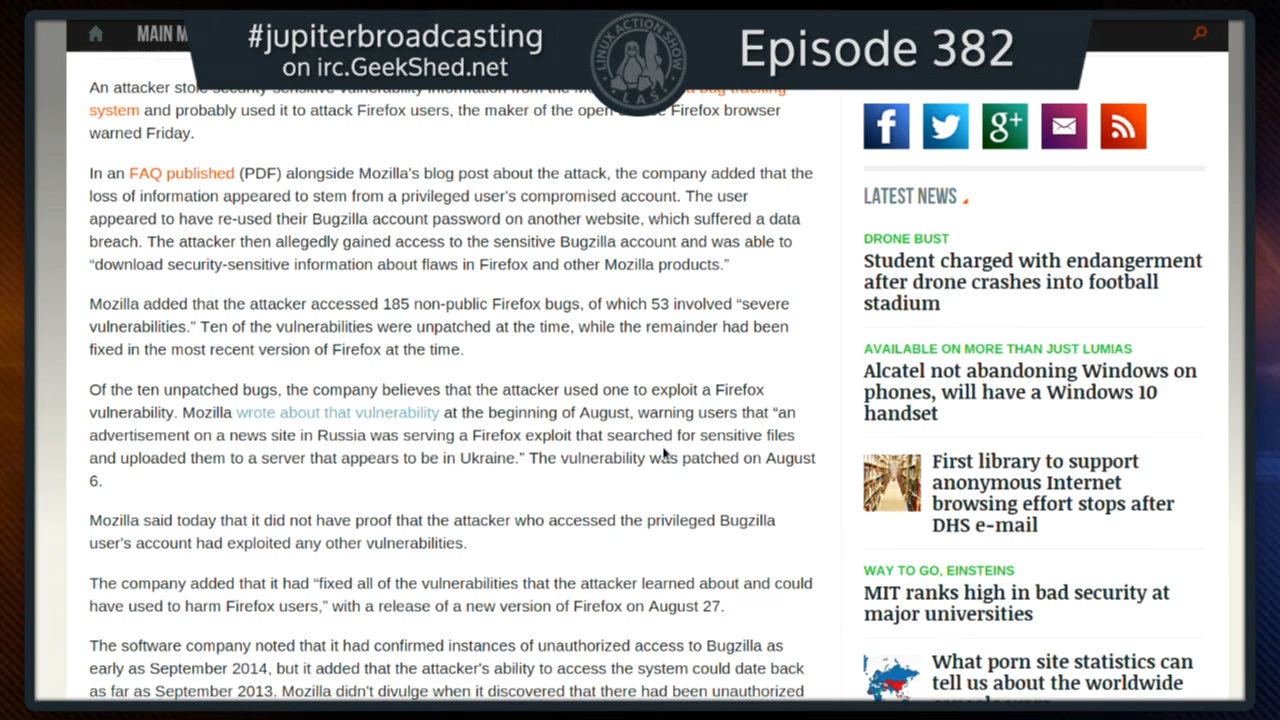 #jupiterbroadcasting
on irc.GeekShed.net
LINUX ACTION SHOW
L.A.S.
Episode 382
MAIN M
An attacker stole security-sensitive vulnerability information from the
system and probably used it to attack Firefox users, the maker of the open Firefox browser
warned Friday.
In an FAQ published (PDF) alongside Mozilla's blog post about the attack, the company added that the
loss of information appeared to stem from a privileged user's compromised account. The user
appeared to have re-used their Bugzilla account password on another website, which suffered a data
breach. The attacker then allegedly gained access to the sensitive Bugzilla account and was able to
“download security-sensitive information about flaws in Firefox and other Mozilla products.”
Mozilla added that the attacker accessed 185 non-public Firefox bugs, of which 53 involved “severe
vulnerabilities.” Ten of the vulnerabilities were unpatched at the time, while the remainder had been
fixed in the most recent version of Firefox at the time.
Of the ten unpatched bugs, the company believes that the attacker used one to exploit a Firefox
vulnerability. Mozilla wrote about that vulnerability at the beginning of August, warning users that “an
advertisement on a news site in Russia was serving a Firefox exploit that searched for sensitive files
and uploaded them to a server that appears to be in Ukraine.” The vulnerability was patched on August
6.
Mozilla said today that it did not have proof that the attacker who accessed the privileged Bugzilla
user's account had exploited any other vulnerabilities.
The company added that it had “fixed all of the vulnerabilities that the attacker learned about and could
have used to harm Firefox users,” with a release of a new version of Firefox on August 27.
The software company noted that it had confirmed instances of unauthorized access to Bugzilla as
early as September 2014, but it added that the attacker's ability to access the system could date back
as far as September 2013. Mozilla didn't divulge when it discovered that there had been unauthorized
f
g+
LATEST NEWS
DRONE BUST
Student charged with endangerment
after drone crashes into football
stadium
AVAILABLE ON MORE THAN JUST LUMIAS
Alcatel not abandoning Windows on
phones, will have a Windows 10
handset
First library to support
anonymous Internet
browsing effort stops after
DHS e-mail
WAY TO GO, EINSTEINS
MIT ranks high in bad security at
major universities
What porn site statistics can
tell us about the worldwide